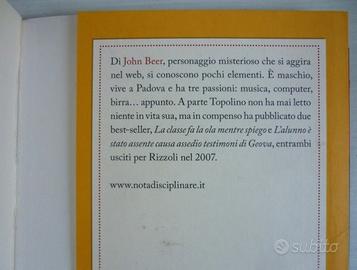 Di John Beer, personaggio misterioso che si aggira
nel web, si conoscono pochi elementi. È maschio,
vive a Padova e ha tre passioni: musica, computer,
birra... appunto. A parte Topolino non ha mai letto
niente in vita sua, ma in compenso ha pubblicato due
best-seller, La classe fa la ola mentre spiego e L'alunno è
stato assente causa assedio testimoni di Geova, entrambi
usciti per Rizzoli nel 2007.
www.notadisciplinare.it
subito